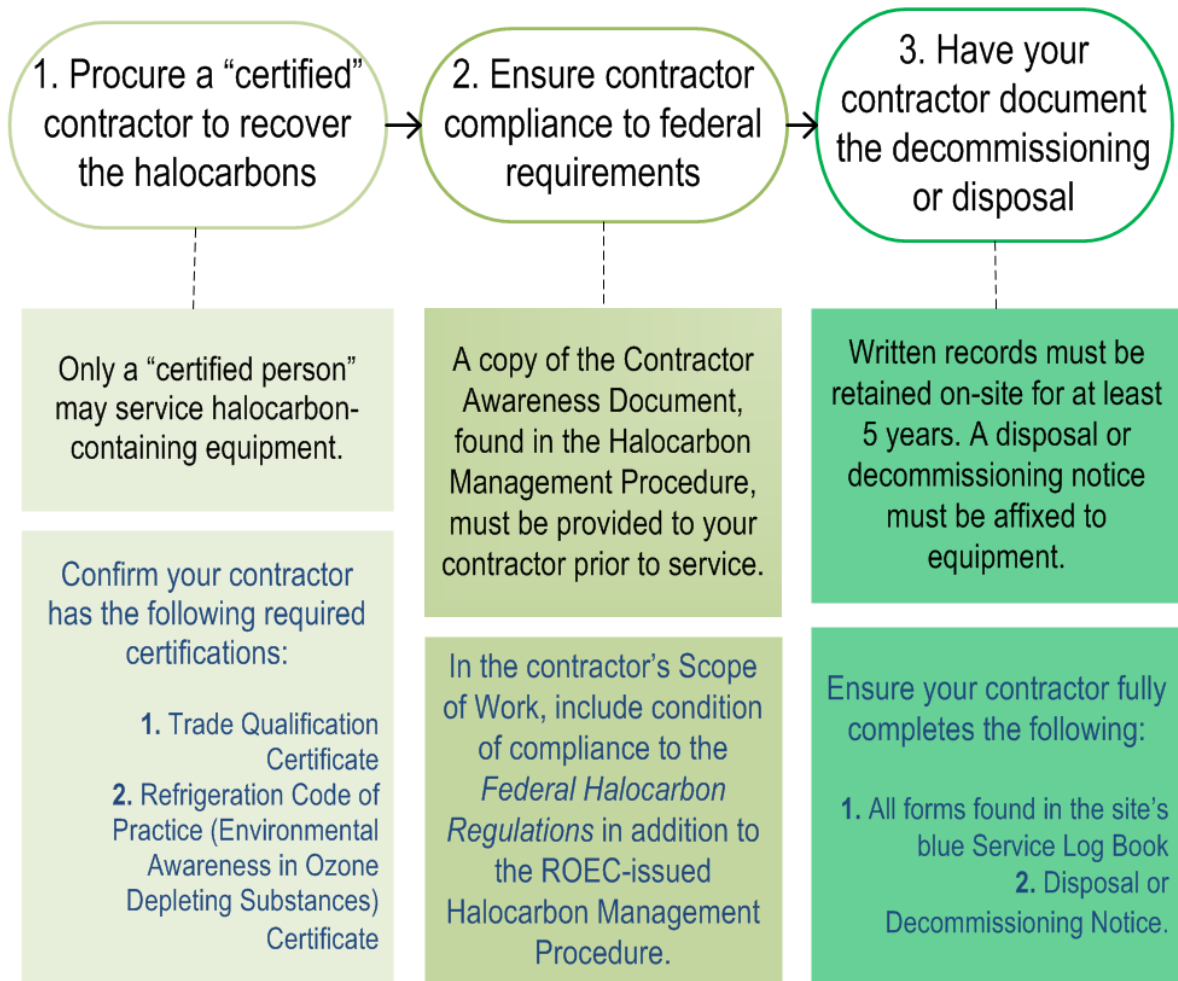 1. Procure a “certified”
contractor to recover
the halocarbons
2. Ensure contractor
compliance to federal
requirements
3. Have your
contractor document
the decommissioning
or disposal
Only a “certified person”
may service halocarbon-
containing equipment.
A copy of the Contractor
Awareness Document,
found in the Halocarbon
Management Procedure,
must be provided to your
contractor prior to service.
Written records must be
retained on-site for at least
5 years. A disposal or
decommissioning notice
must be affixed to
equipment.
Confirm your contractor
has the following required
certifications:
1. Trade Qualification
Certificate
2. Refrigeration Code of
Practice (Environmental
Awareness in Ozone
Depleting Substances)
Certificate
In the contractor’s Scope
of Work, include condition
of compliance to the
Federal Halocarbon
Regulations in addition to
the ROEC-issued
Halocarbon Management
Procedure.
Ensure your contractor fully
completes the following:
1. All forms found in the site’s
blue Service Log Book
2. Disposal or
Decommissioning Notice.